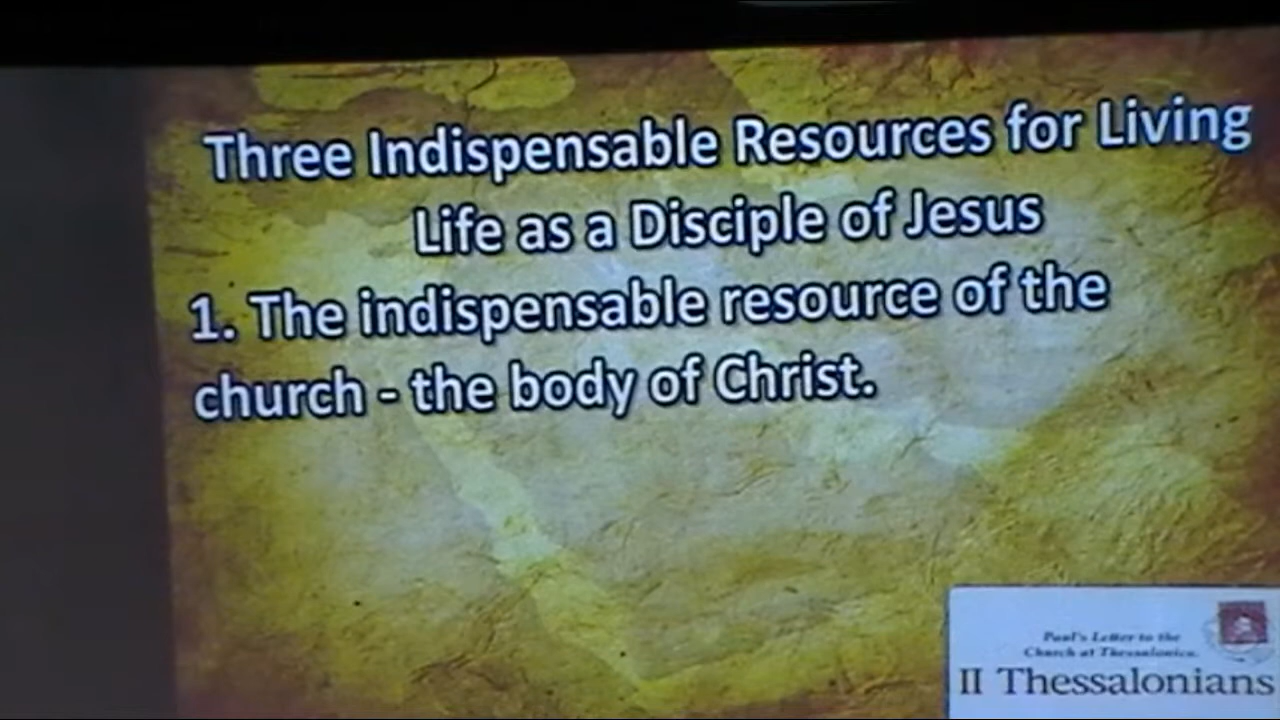 Three Indispensable Resources for Living
Life as a Disciple of Jesus
1. The indispensable resource of the
church - the body of Christ.
Paul's Letter to the
Church at Thessalonica.
II Thessalonians